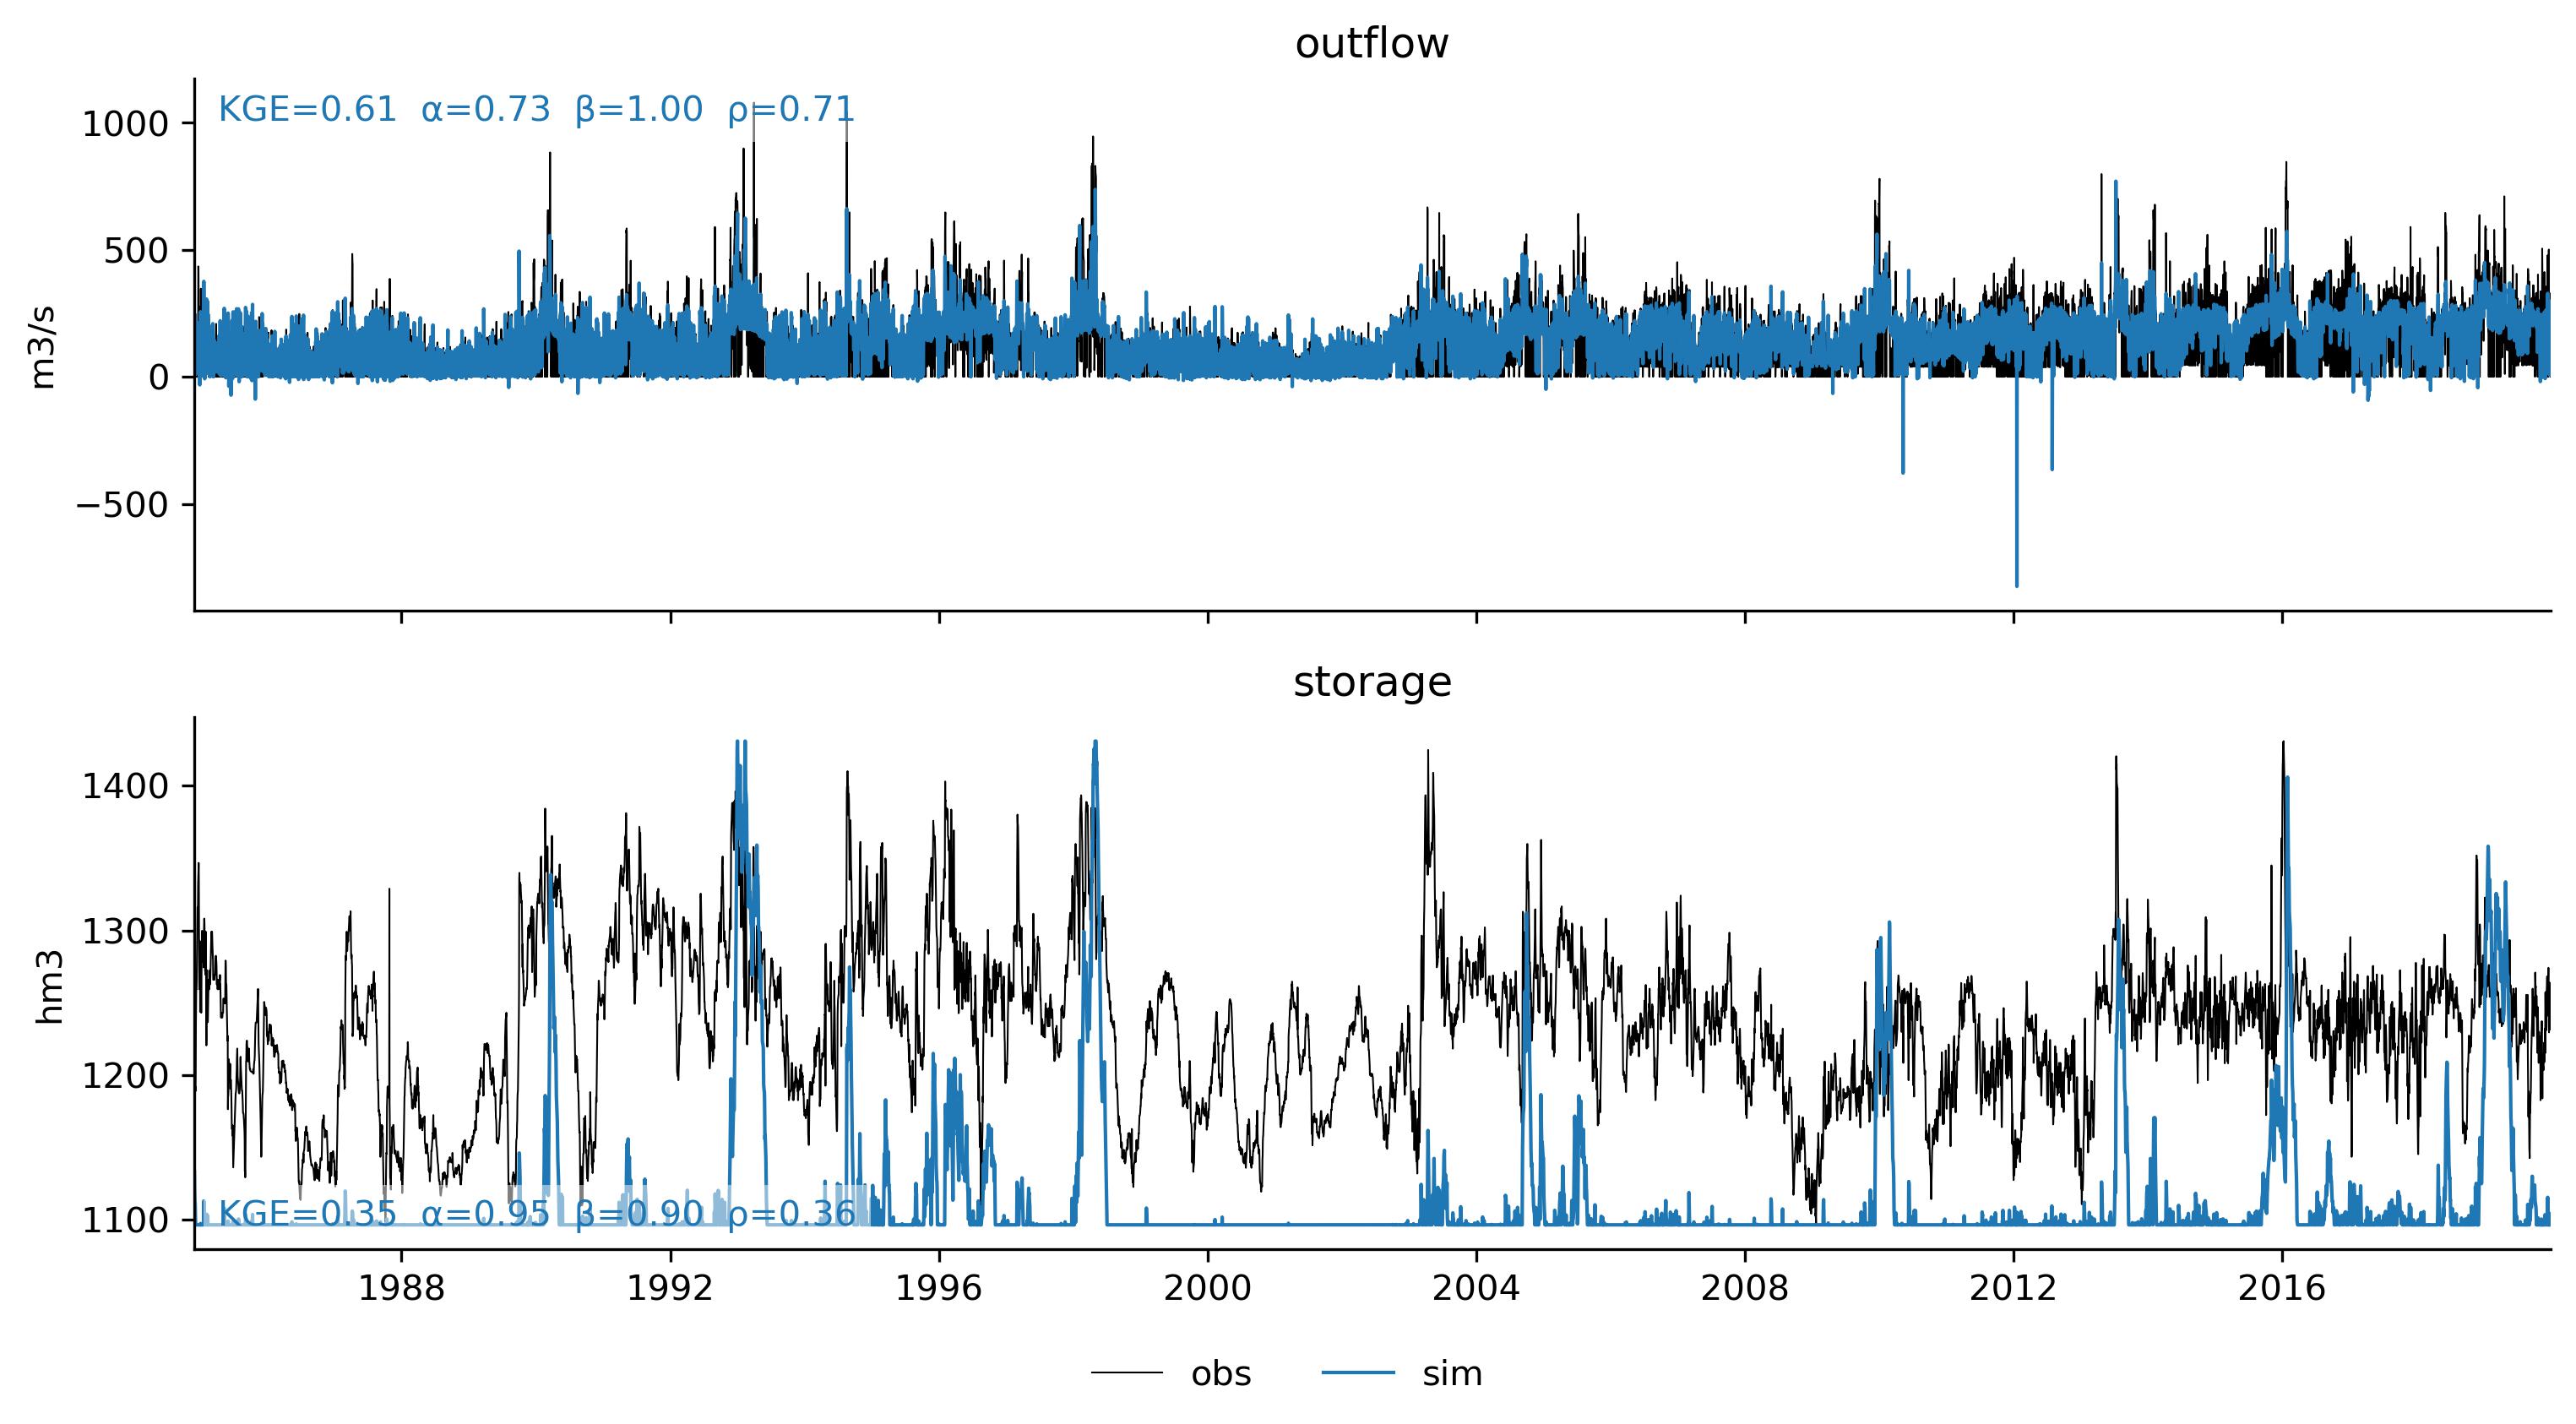 outflow
KGE=0.61 α=0.73 β=1.00 ρ=0.71
1000
500
0
−500
m3/s
storage
1400
1300
1200
1100
hm3
KGE=0.35 α=0.95 β=0.90 ρ=0.36
1988 1992 1996 2000 2004 2008 2012 2016
obs sim